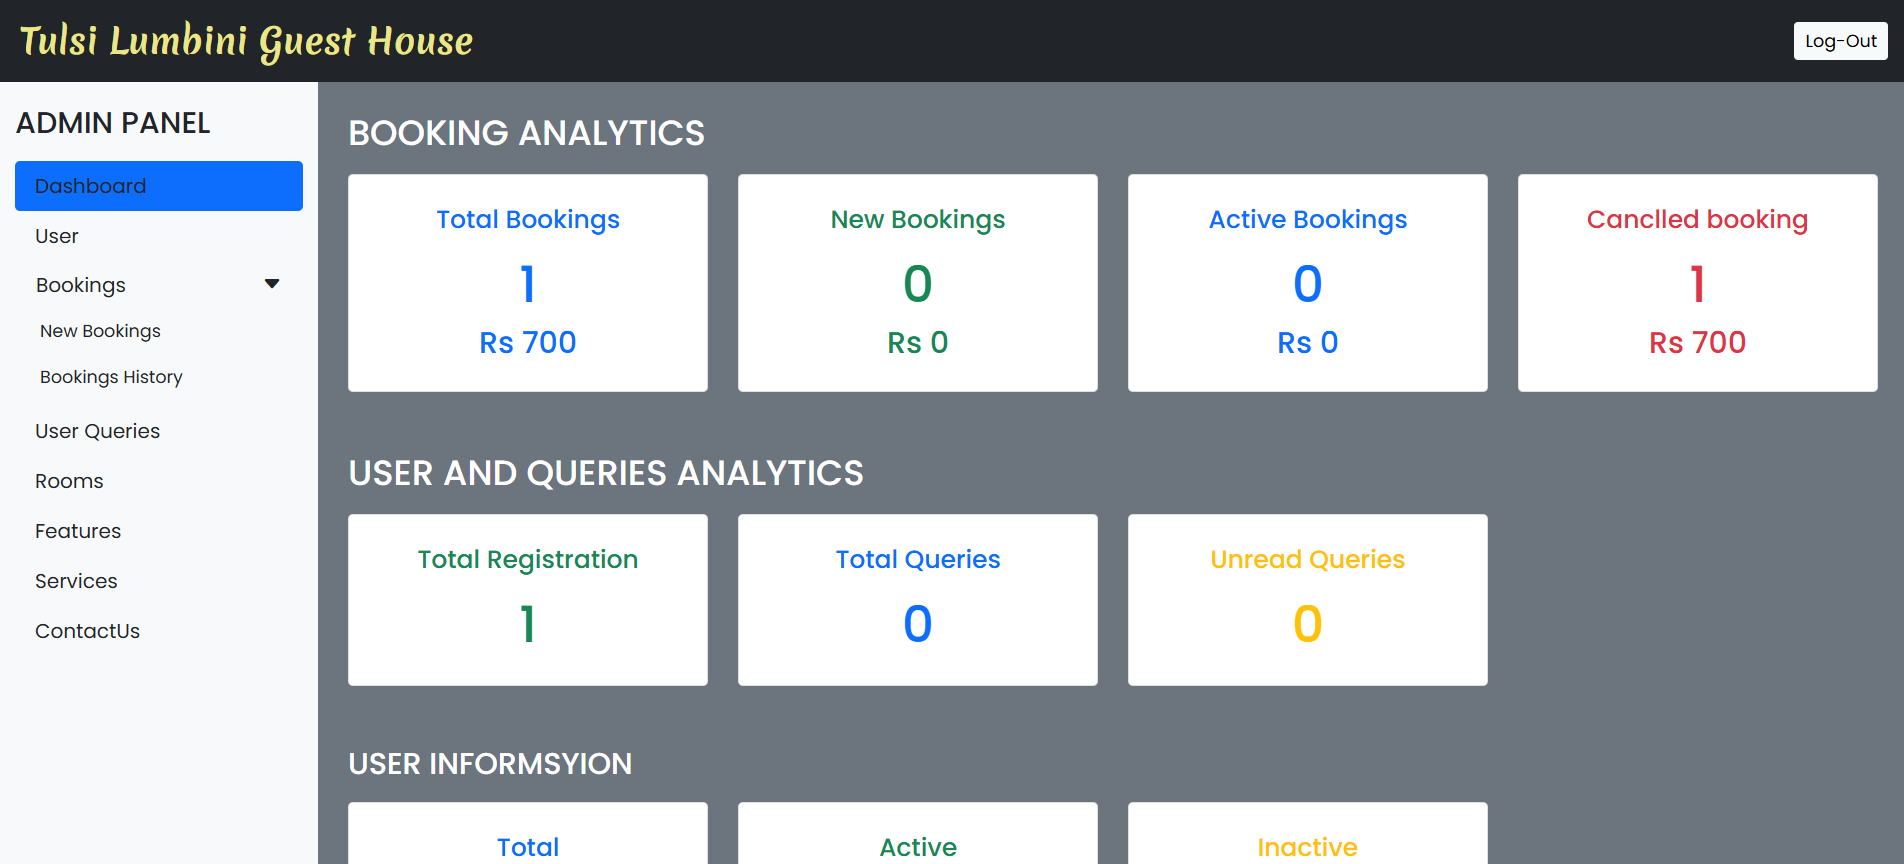 Tulsi Lumbini Guest House
Log-Out
ADMIN PANEL
Dashboard
User
Bookings
New Bookings
Bookings History
User Queries
Rooms
Features
Services
ContactUs
BOOKING ANALYTICS
Total Bookings
1
Rs 700
New Bookings
0
Rs 0
Active Bookings
0
Rs 0
Canclled booking
1
Rs 700
USER AND QUERIES ANALYTICS
Total Registration
1
Total Queries
0
Unread Queries
0
USER INFORMSYION
Total
Active
Inactive